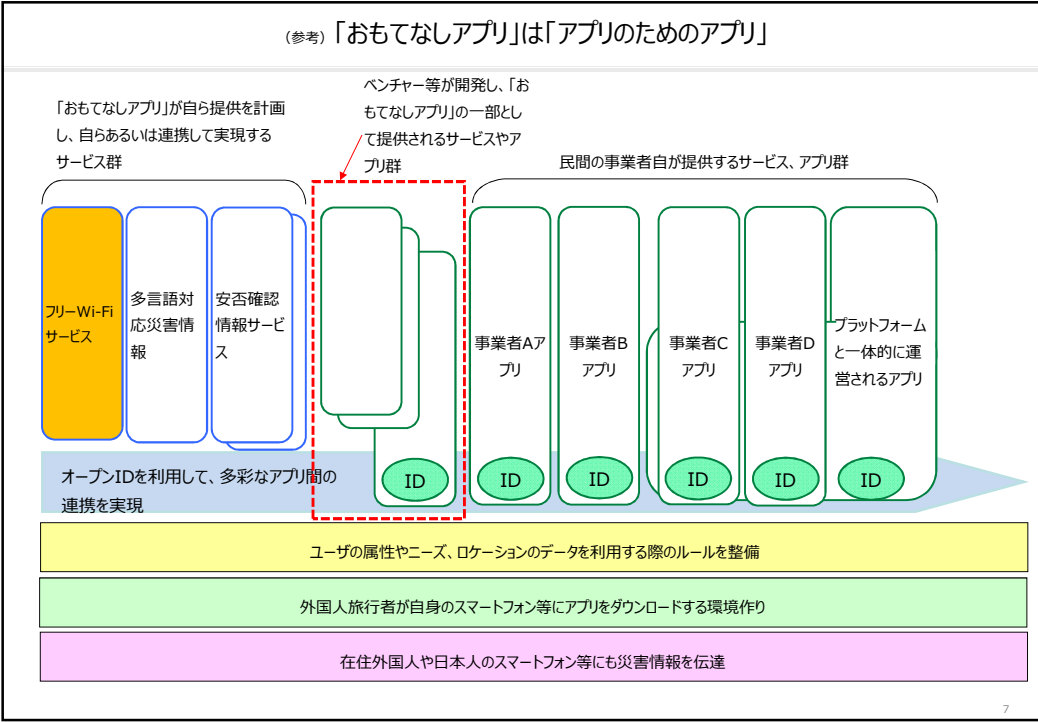 （参考）「おもてなしアプリ」は「アプリのためのアプリ」
「おもてなしアプリ」が自ら提供を計画
し、自らあるいは連携して実現する
サービス群
ベンチャー等が開発し、「お
もてなしアプリ」の一部とし
て提供されるサービスやア
プリ群
民間の事業者自が提供するサービス、アプリ群
フリーWi-Fi
サービス
多言語対
応災害情
報
安否確認
情報サービ
ス
事業者Aア
プリ
事業者B
アプリ
事業者C
アプリ
事業者D
アプリ
プラットフォーム
と一体的に運
営されるアプリ
オープンIDを利用して、多彩なアプリ間の
連携を実現
ID
ID
ID
ID
ID
ID
ユーザの属性やニーズ、ロケーションのデータを利用する際のルールを整備
外国人旅行者が自身のスマートフォン等にアプリをダウンロードする環境作り
在住外国人や日本人のスマートフォン等にも災害情報を伝達
7